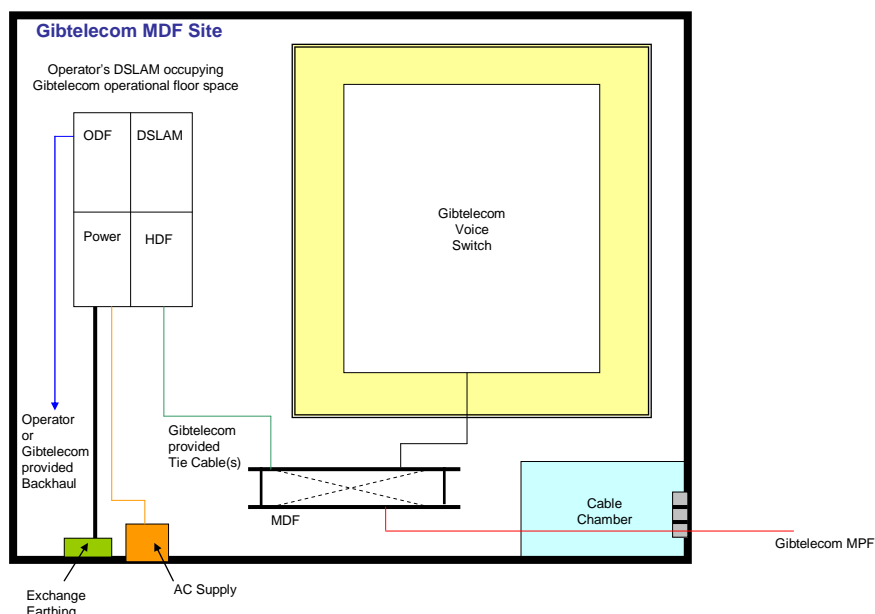 Gibtelecom MDF Site
Operator's DSLAM occupying
Gibtelecom operational floor space
ODF
DSLAM
Power
HDF
Gibtelecom
Voice
Switch
Operator
or
Gibtelecom
provided
Backhaul
Gibtelecom
provided
Tie Cable(s)
MDF
Cable
Chamber
Gibtelecom MPF
AC Supply
Exchange
Earthing